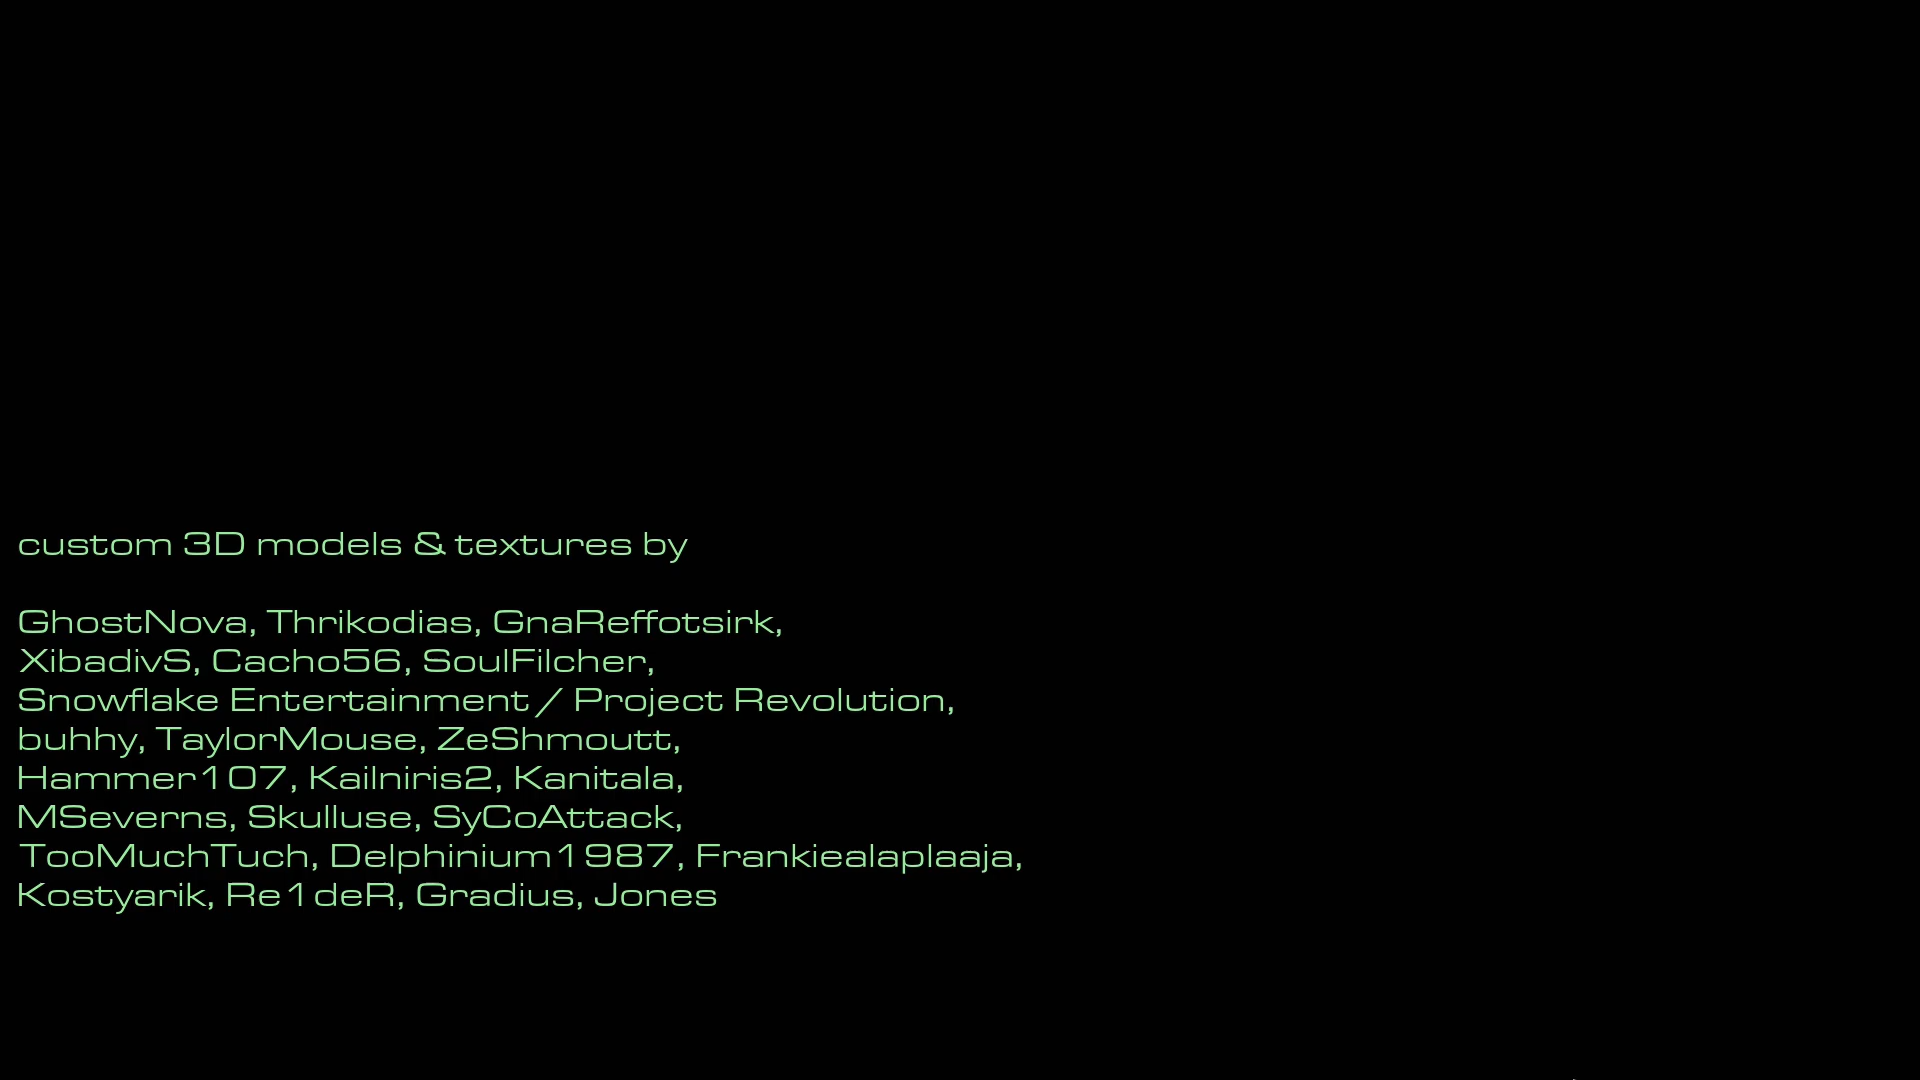 custom 3D models & textures by
GhostNova, Thrikodias, GnaReffotsirk,
XibadivS, Cacho56, SoulFilcher,
Snowflake Entertainment / Project Revolution,
buhhy, TaylorMouse, ZeShmoutt,
Hammer107, Kailniris2, Kanitala,
MSeverns, Skulluse, SyCoAttack,
TooMuchTuch, Delphinium1987, Frankiealaplaaja,
Kostyarik, Re1deR, Gradius, Jones